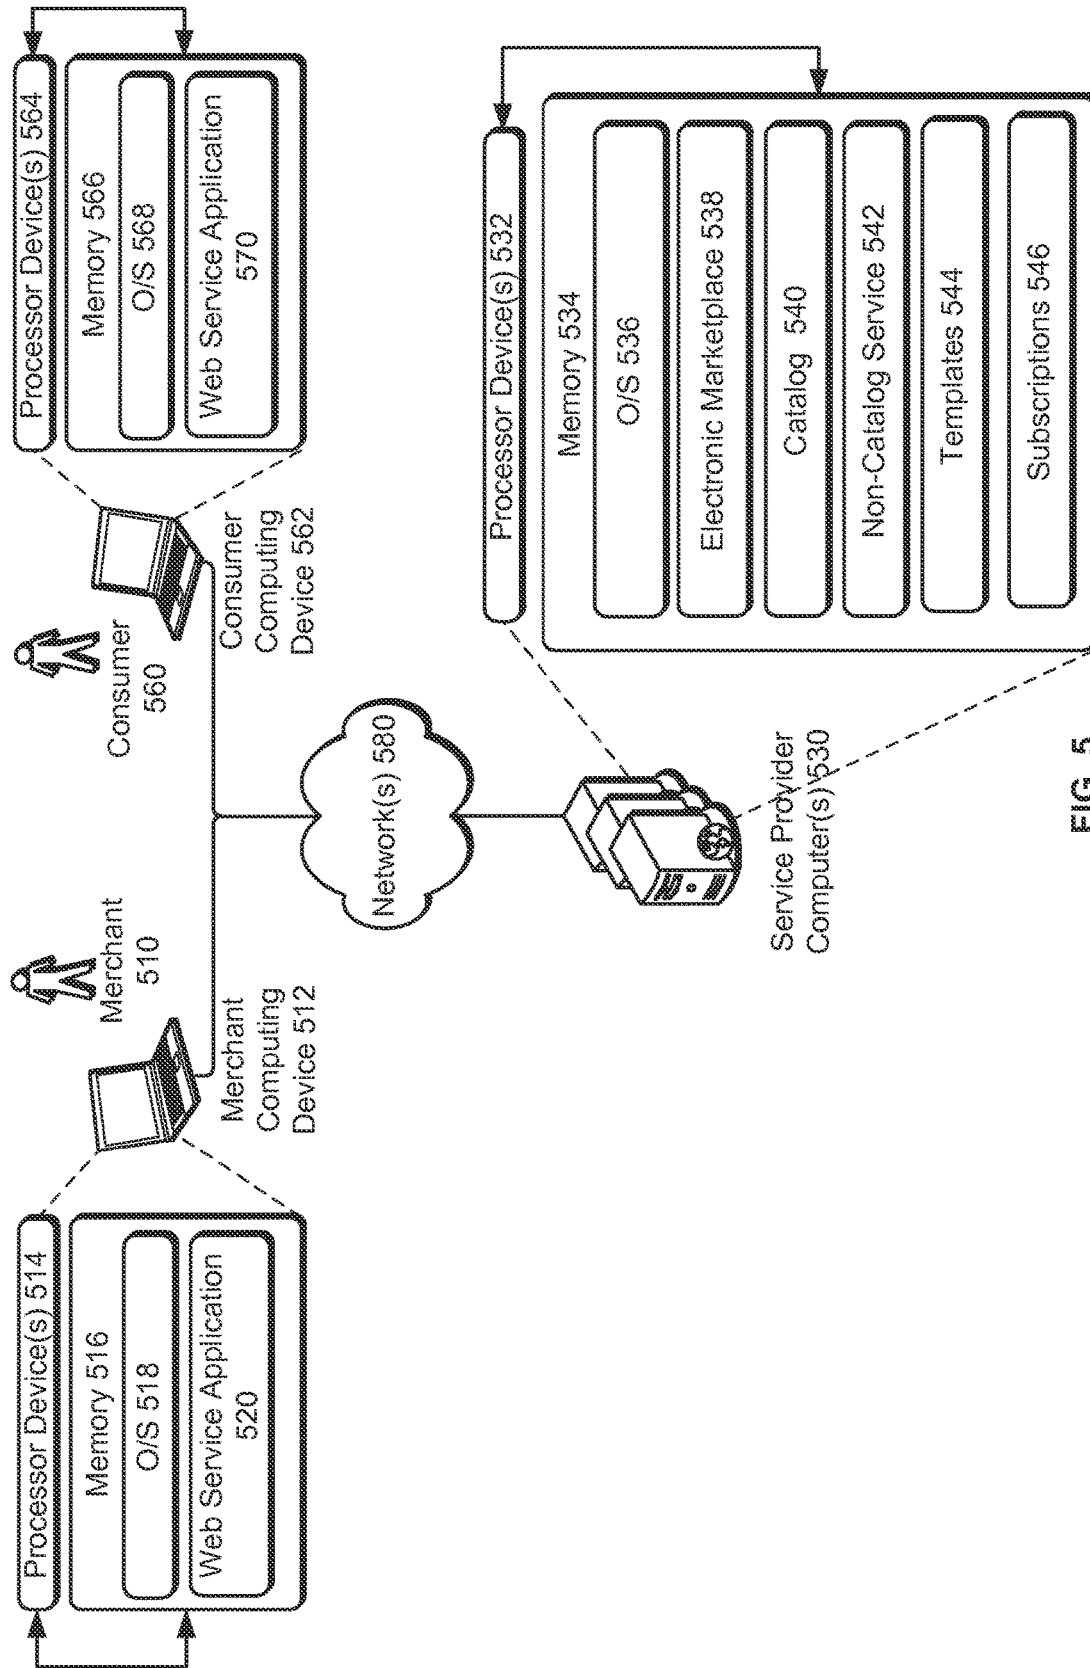 Processor Device(s) 514
Memory 516
O/S 518
Web Service Application
520
Merchant
510
Merchant
Computing
Device 512
Consumer
560
Consumer
Computing
Device 562
Processor Device(s) 564
Memory 566
O/S 568
Web Service Application
570
Network(s) 580
Service Provider
Computer(s) 530
Processor Device(s) 532
Memory 534
O/S 536
Electronic Marketplace 538
Catalog 540
Non-Catalog Service 542
Templates 544
Subscriptions 546
FIG. 5